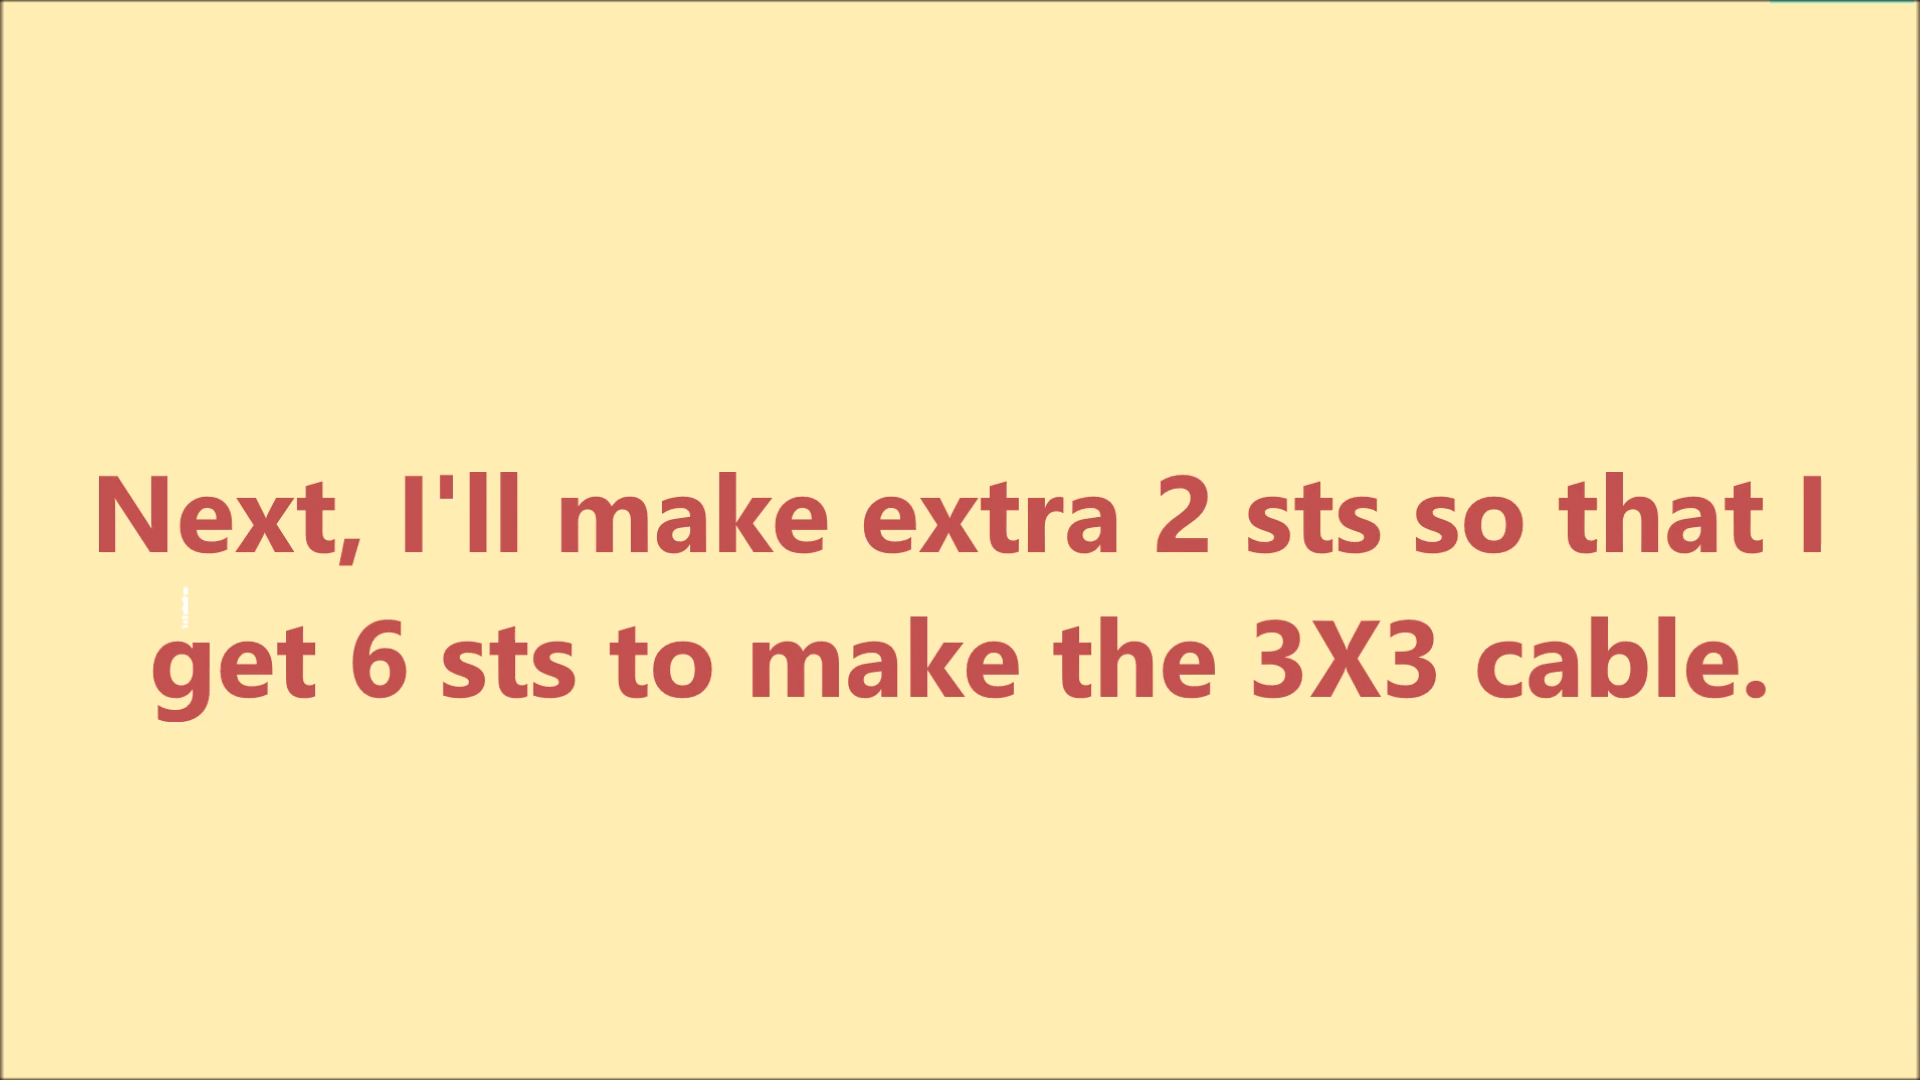 Next, I'll make extra 2 sts so that I
get 6 sts to make the 3X3 cable.